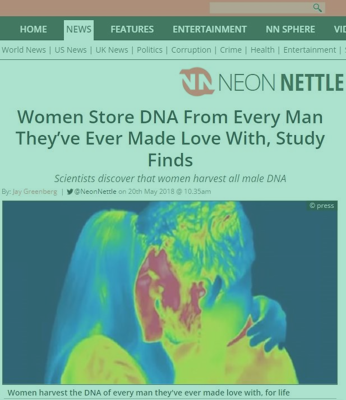 HOME NEWS FEATURES ENTERTAINMENT NN SPHERE
World News | US News | UK News | Politics | Corruption | Crime | Health | Entertainment |
NN NEON NETTLE
Women Store DNA From Every Man
They’ve Ever Made Love With, Study
Finds
Scientists discover that women harvest all male DNA
By: Jay Greenberg | @NeonNettle on 20th May 2018 @ 10.35am
© press
Women harvest the DNA of every man they've ever made love with, for life